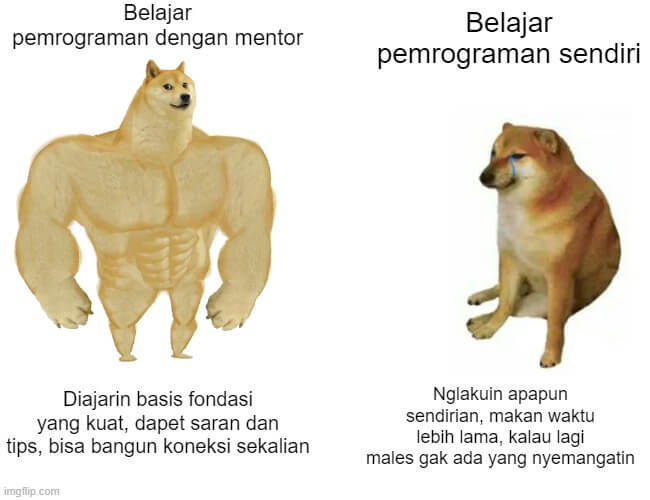 Belajar
pemrograman dengan mentor
Belajar
pemrograman sendiri
Diajarin basis fondasi
yang kuat, dapet saran dan
tips, bisa bangun koneksi sekalian
Nglakuin apapun
sendirian, makan waktu
lebih lama, kalau lagi
males gak ada yang nyemangatin
imgflip.com